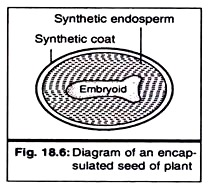 Synthetic endosperm
Synthetic coat
Embryoid
Fig. 18.6: Diagram of an encap-
sulated seed of plant